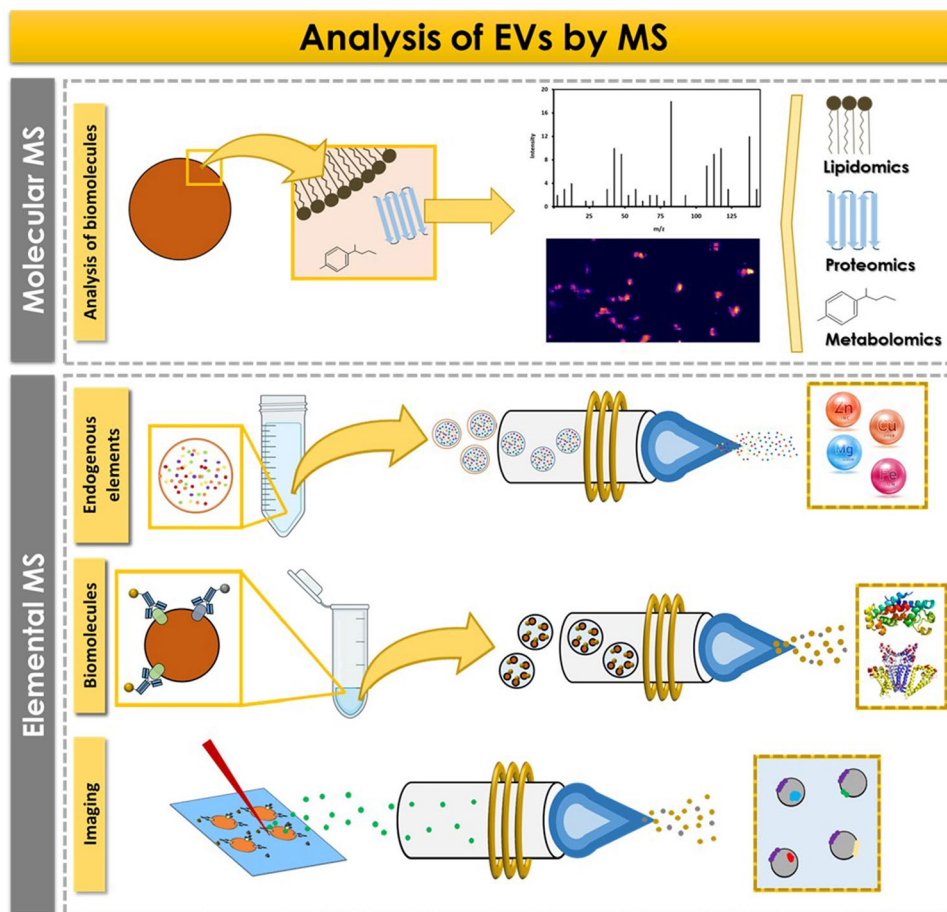 Analysis of EVs by MS
Molecular MS
Analysis of biomolecules
Intensity
20
16
12
8
4
0
25
50
75
100
125
m/z
Lipidomics
Proteomics
Metabolomics
Elemental MS
Endogenous
elements
Zn
Cu
Mg
Fe
Biomolecules
Imaging